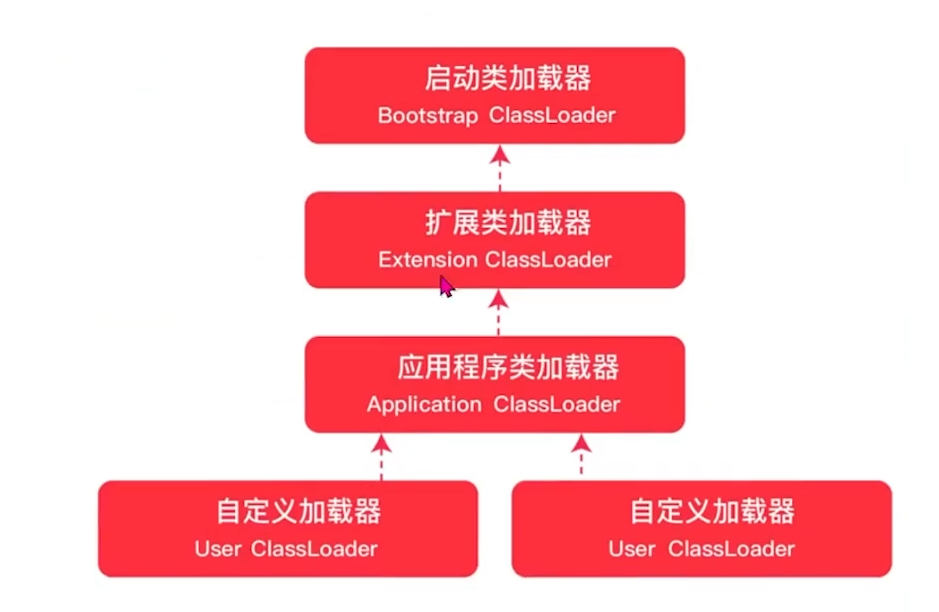 启动类加载器
Bootstrap ClassLoader
扩展类加载器
Extension ClassLoader
应用程序类加载器
Application ClassLoader
自定义加载器
User ClassLoader
自定义加载器
User ClassLoader